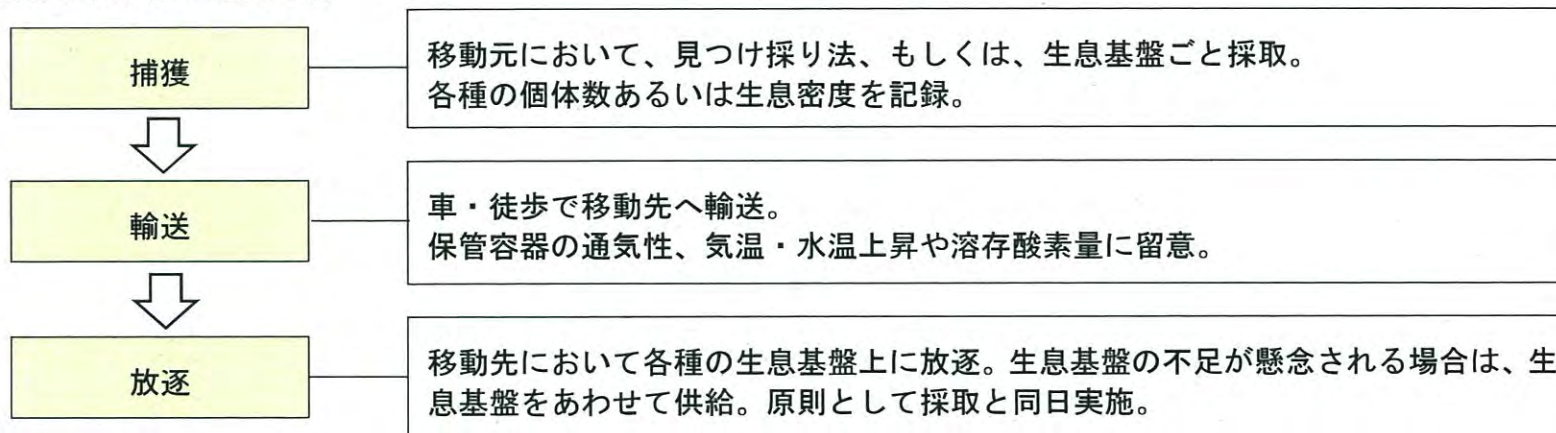 捕獲
移動元において、見つけ採り法、もしくは、生息基盤ごと採取。
各種の個体数あるいは生息密度を記録。
輸送
車・徒歩で移動先へ輸送。
保管容器の通気性、気温・水温上昇や溶存酸素量に留意。
放逐
移動先において各種の生息基盤上に放逐。生息基盤の不足が懸念される場合は、生
息基盤をあわせて供給。原則として採取と同日実施。